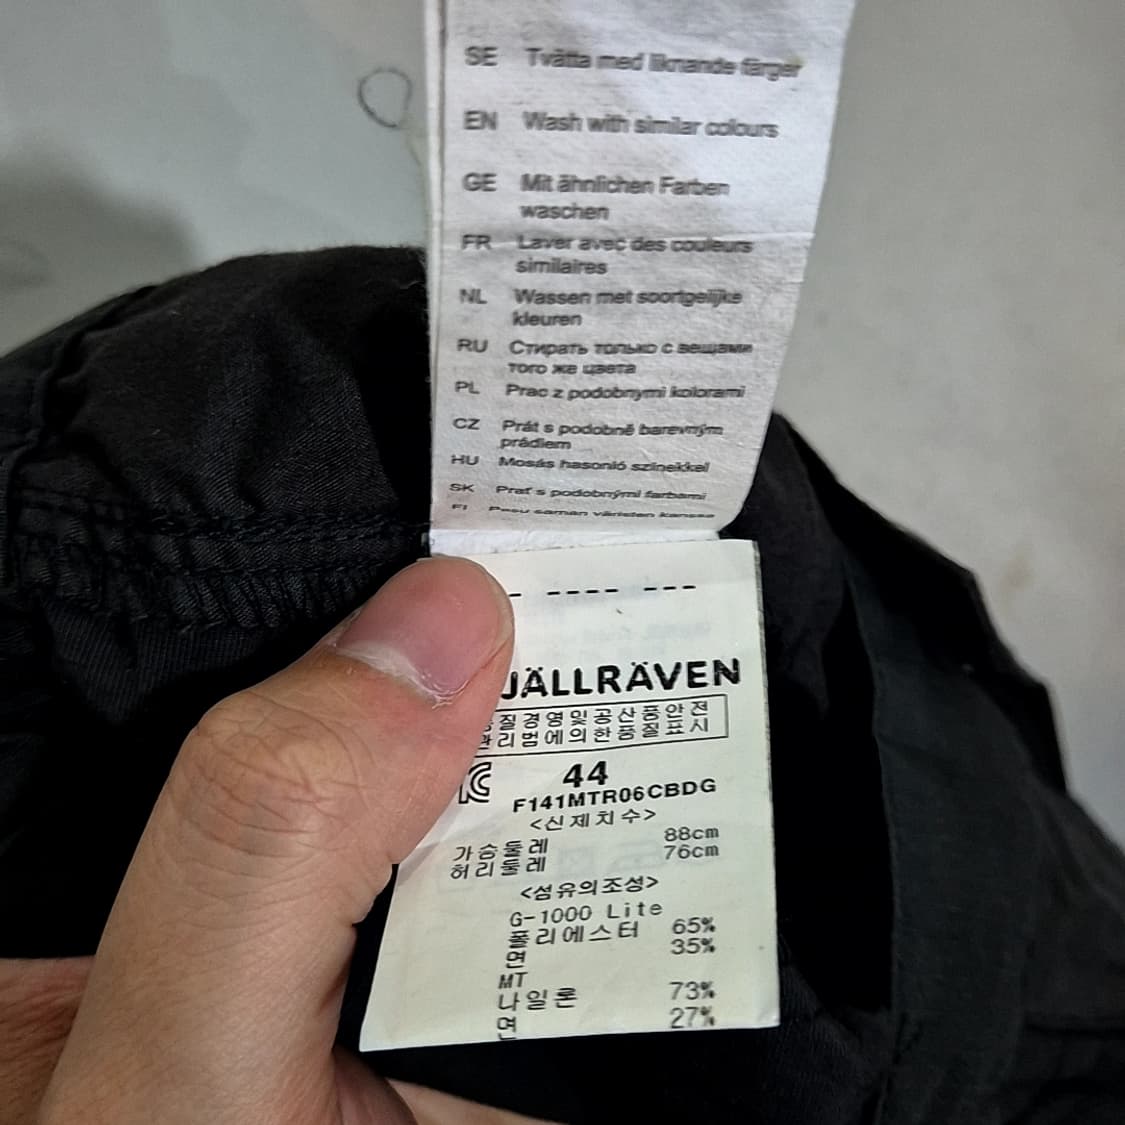 SE Tvätta med liknande färger
EN Wash with similar colours
GE Mit ähnlichen Farben
waschen
FR Laver avec des couleurs
similaires
NL Wassen met soortgelijke
kleuren
RU Стирать только с вещами
того же цвета
PL Prac z podobnymi kolorami
CZ Prát s podobně barevným
prádlem
HU Mosás hasonló színekkel
SK Prať s podobnými farbami
FI Pesu saman väristen kanssa
JÄLLRÄVEN
질경영및공산품안전
리법에의한품질표시
44
F141MTR06CBDG
<신체치수>
가슴둘레 88cm
허리둘레 76cm
<섬유의조성>
G-1000 Lite
폴리에스터 65%
면 35%
MT
나일론 73%
면 27%